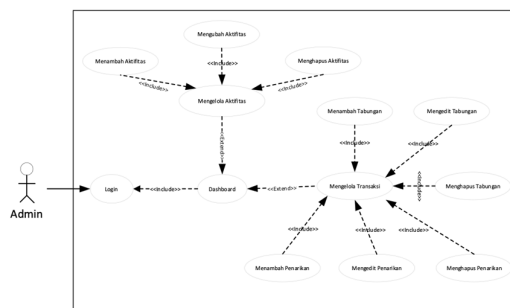 Mengubah Aktifitas
Menambah Aktifitas
Menghapus Aktifitas
<<Include>>
<<Include>>
<<Include>>
Mengelola Aktifitas
Menambah Tabungan
Mengedit Tabungan
<<Extend>>
<<Include>>
<<Include>>
Admin
Login
<<Include>>
Dashboard
<<Extend>>
Mengelola Transaksi
<<Include>>
Menghapus Tabungan
<<Include>>
<<Include>>
<<Include>>
Menambah Penarikan
Mengedit Penarikan
Menghapus Penarikan